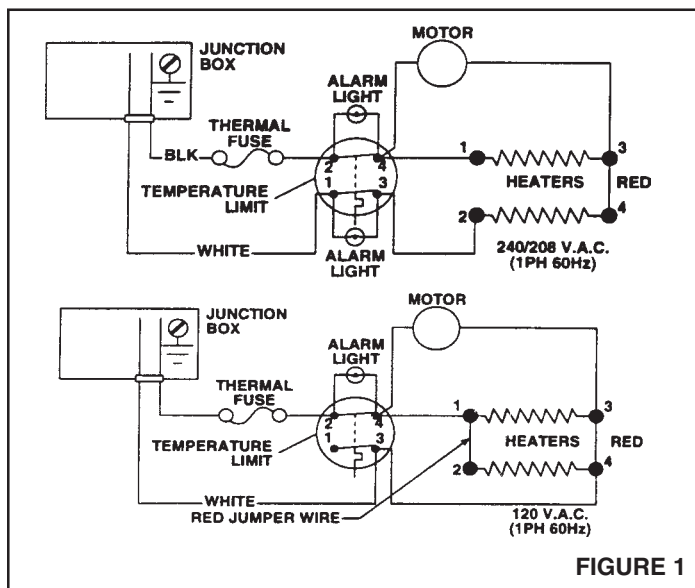 MOTOR
JUNCTION
BOX
ALARM
LIGHT
THERMAL
FUSE
BLK
2
4
1
3
1
3
HEATERS
RED
TEMPERATURE
LIMIT
2
4
WHITE
ALARM
LIGHT
240/208 V.A.C.
(1PH 60Hz)
MOTOR
JUNCTION
BOX
ALARM
LIGHT
THERMAL
FUSE
2
4
1
3
1
3
HEATERS
RED
TEMPERATURE
LIMIT
2
4
WHITE
RED JUMPER WIRE
120 V.A.C.
(1PH 60Hz)
FIGURE 1